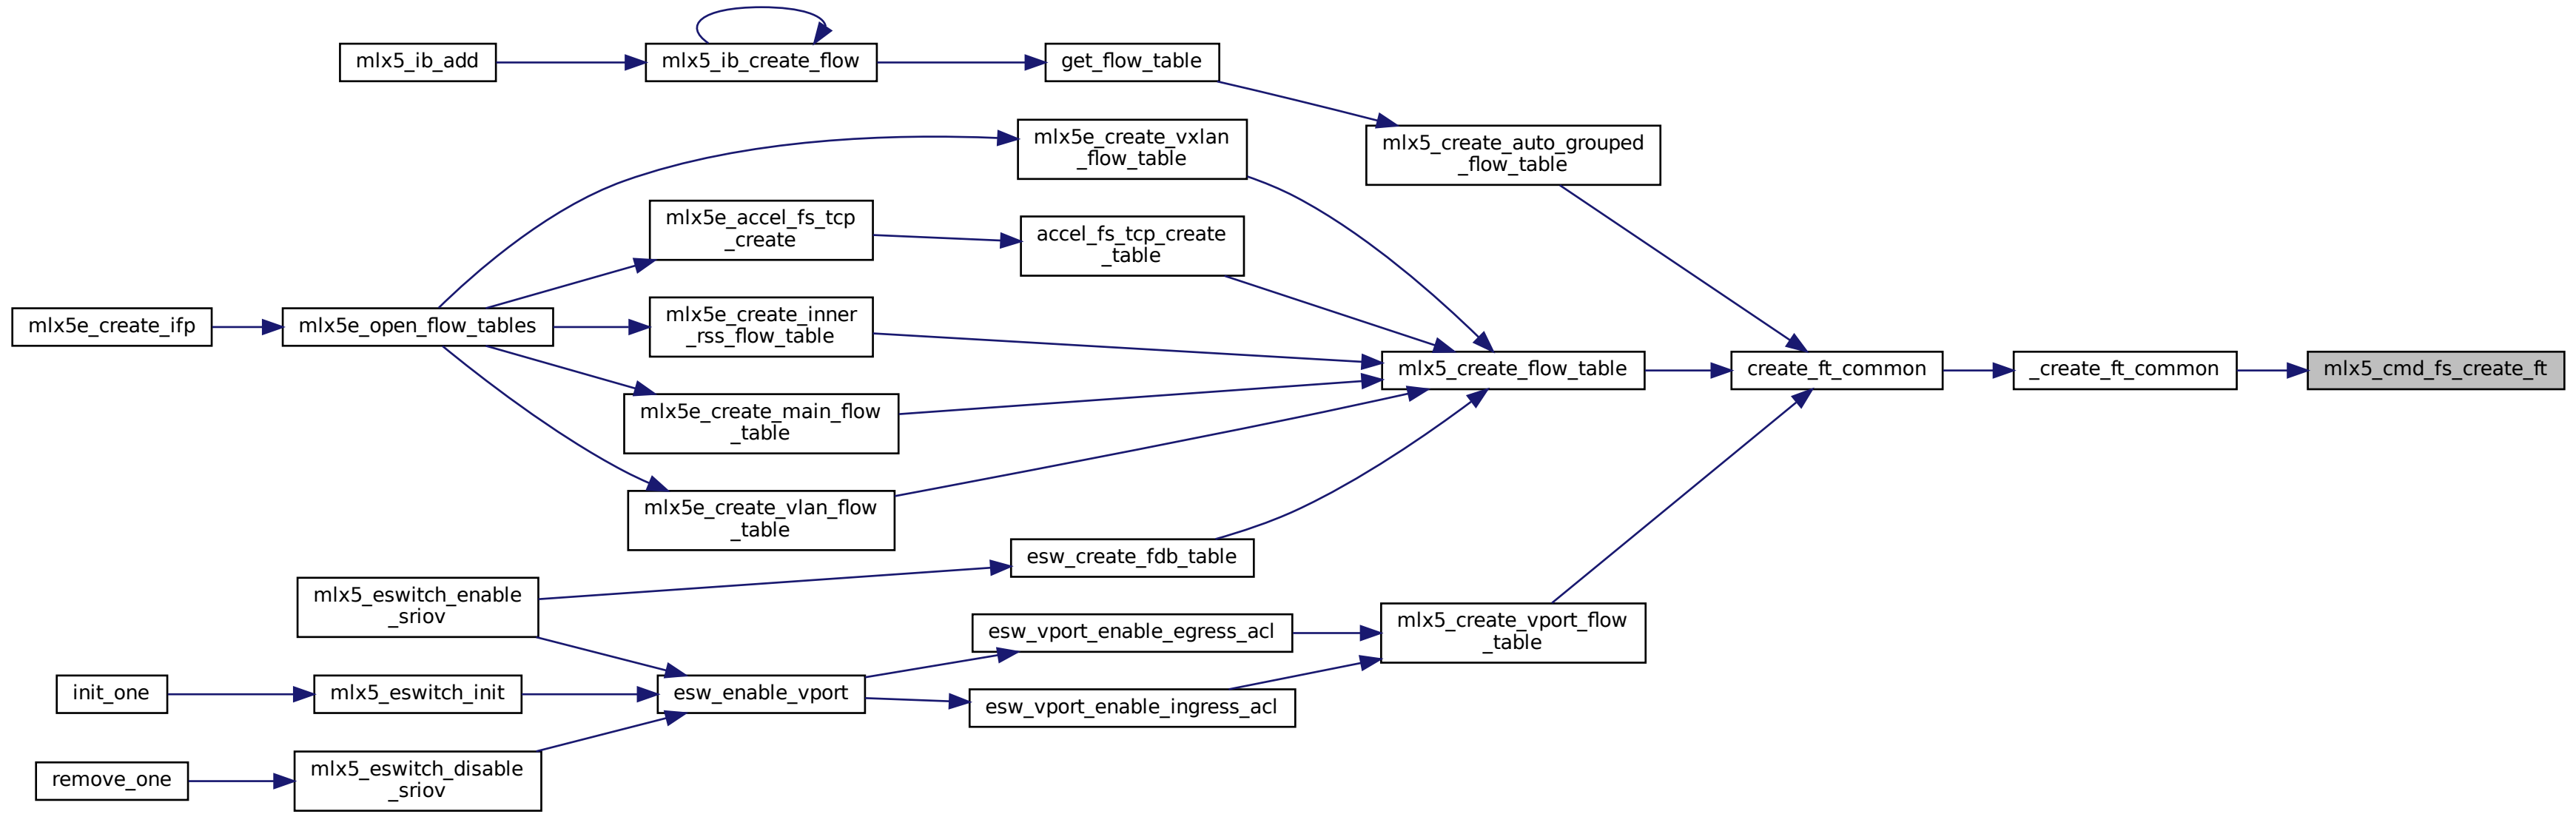 mlx5_ib_add
mlx5_ib_create_flow
get_flow_table
mlx5e_create_vxlan
_flow_table
mlx5_create_auto_grouped
_flow_table
mlx5e_accel_fs_tcp
_create
accel_fs_tcp_create
_table
mlx5e_create_ifp
mlx5e_open_flow_tables
mlx5e_create_inner
_rss_flow_table
mlx5_create_flow_table
create_ft_common
_create_ft_common
mlx5_cmd_fs_create_ft
mlx5e_create_main_flow
_table
mlx5e_create_vlan_flow
_table
esw_create_fdb_table
mlx5_eswitch_enable
_sriov
esw_vport_enable_egress_acl
mlx5_create_vport_flow
_table
init_one
mlx5_eswitch_init
esw_enable_vport
esw_vport_enable_ingress_acl
remove_one
mlx5_eswitch_disable
_sriov